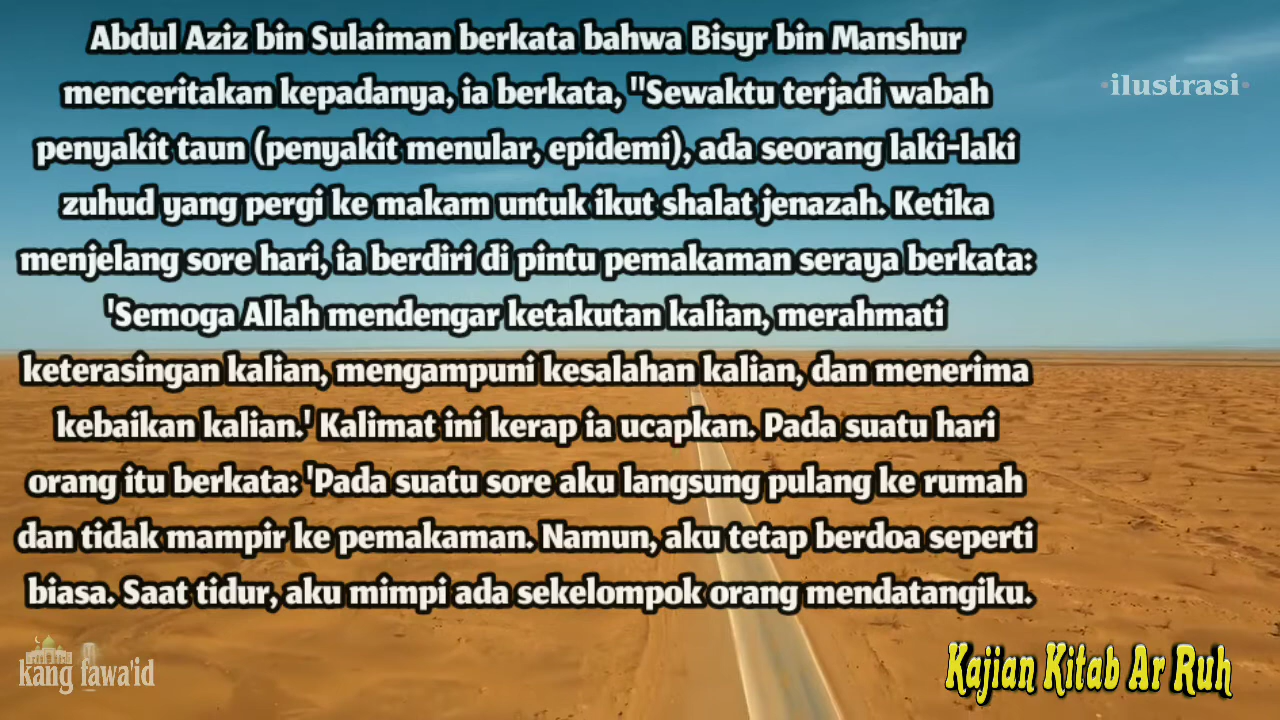 Abdul Aziz bin Sulaiman berkata bahwa Bisyr bin Manshur
menceritakan kepadanya, ia berkata, "Sewaktu terjadi wabah
·ilustrasi·
penyakit taun (penyakit menular, epidemi), ada seorang laki-laki
zuhud yang pergi ke makam untuk ikut shalat jenazah. Ketika
menjelang sore hari, ia berdiri di pintu pemakaman seraya berkata:
'Semoga Allah mendengar ketakutan kalian, merahmati
keterasingan kalian, mengampuni kesalahan kalian, dan menerima
kebaikan kalian.' Kalimat ini kerap ia ucapkan. Pada suatu hari
orang itu berkata: 'Pada suatu sore aku langsung pulang ke rumah
dan tidak mampir ke pemakaman. Namun, aku tetap berdoa seperti
biasa. Saat tidur, aku mimpi ada sekelompok orang mendatangiku.
kang fawa'id
Kajian Kitab Ar Ruh